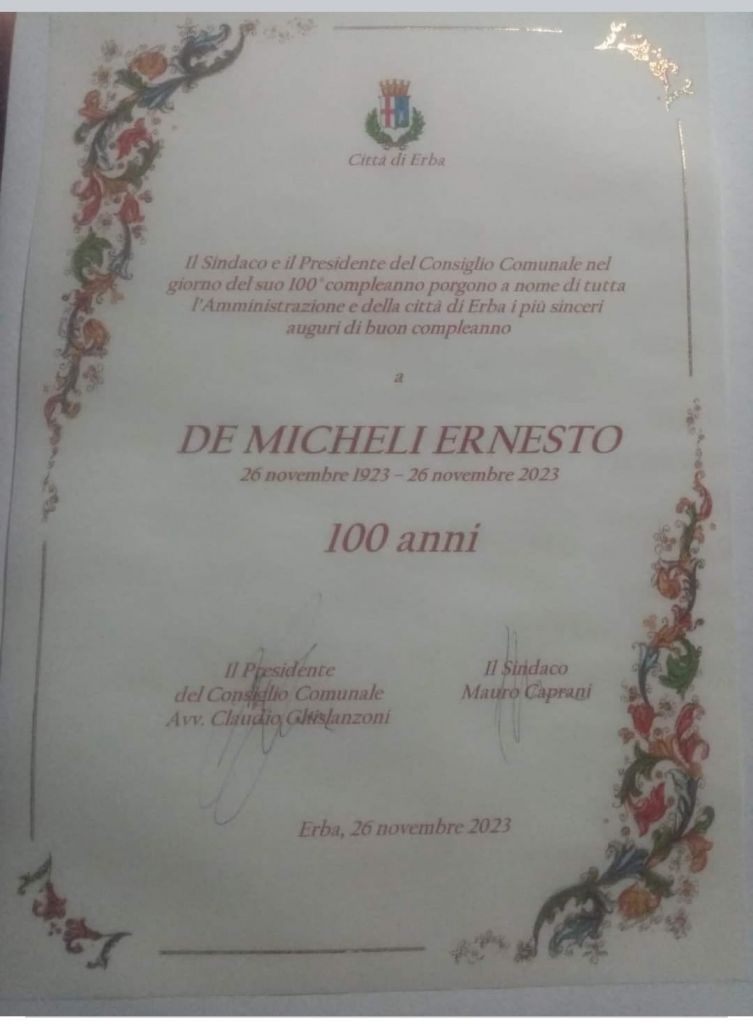 Città di Erba
Il Sindaco e il Presidente del Consiglio Comunale nel
giorno del suo 100° compleanno porgono a nome di tutta
l'Amministrazione e della città di Erba i più sinceri
auguri di buon compleanno
a
DE MICHELI ERNESTO
26 novembre 1923 – 26 novembre 2023
100 anni
Il Presidente
del Consiglio Comunale
Avv. Claudio Ghislanzoni
Il Sindaco
Mauro Caprani
Erba, 26 novembre 2023